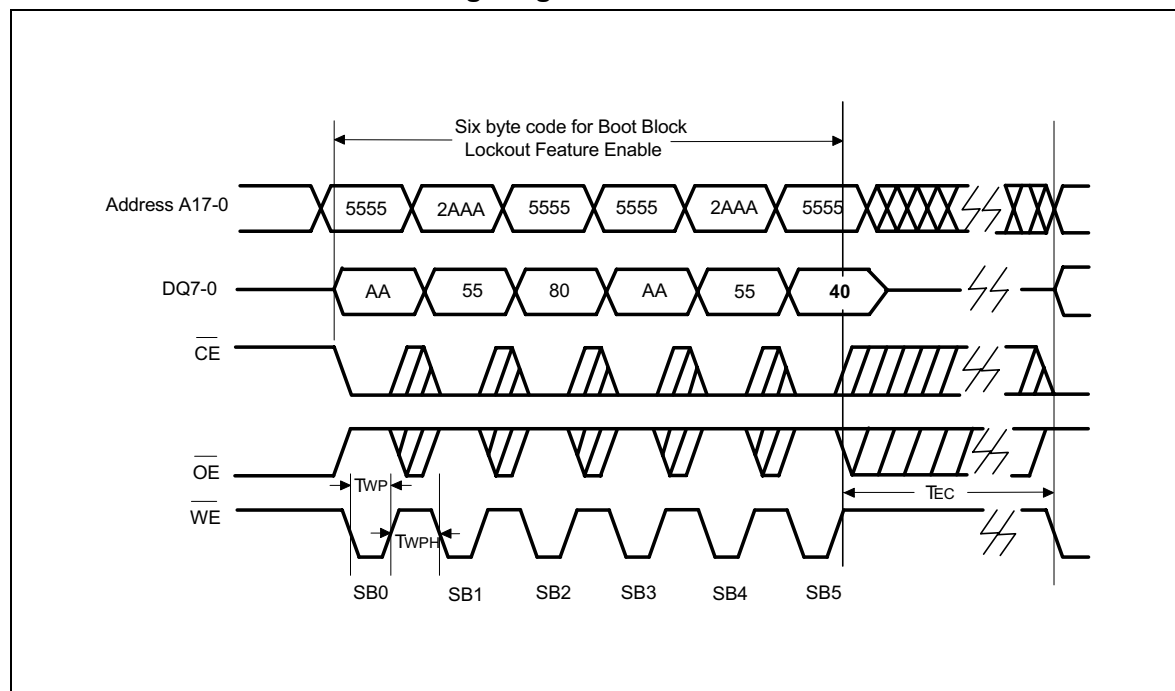 Six byte code for Boot Block
Lockout Feature Enable
Address A17-0
5555 2AAA 5555 5555 2AAA 5555
DQ7-0
AA 55 80 AA 55 40
CE
OE
TWP
TEC
WE
TWPH
SB0 SB1 SB2 SB3 SB4 SB5